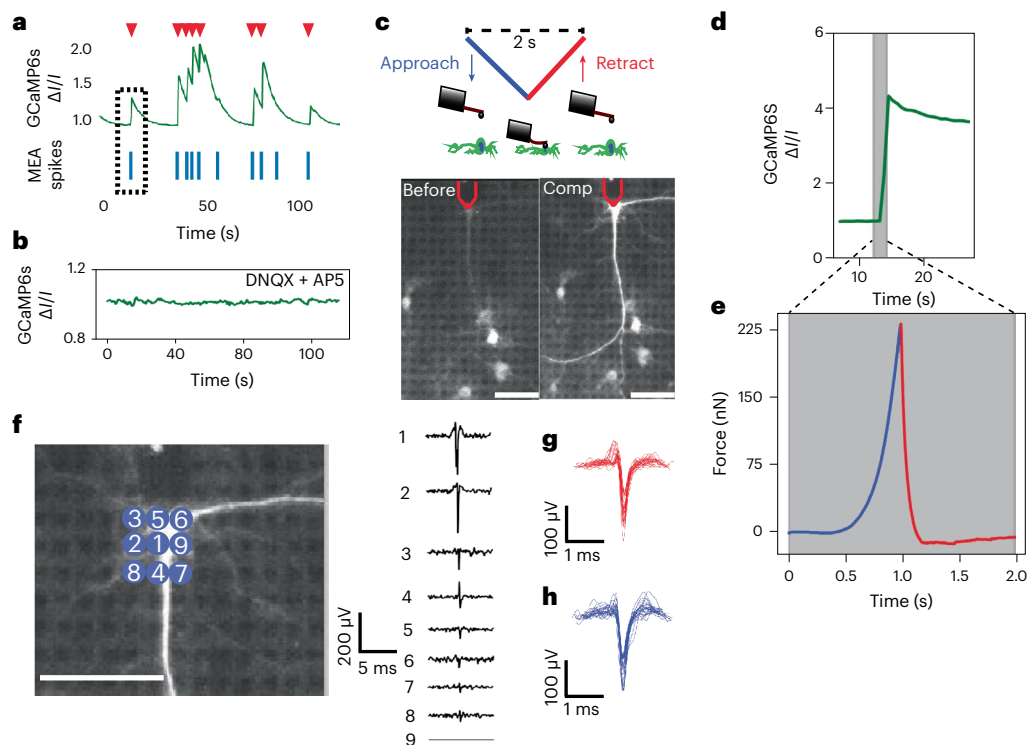 a
GCaMP6s
ΔI/I
2.0
1.5
1.0
MEA
spikes
0 50 100
Time (s)
b
GCaMP6s
ΔI/I
1.2
0.8
DNQX + AP5
0 40 80 100
Time (s)
c
2 s
Approach
Retract
Before
Comp
d
GCaMP6S
ΔI/I
6
4
2
0
10 20
Time (s)
e
Force (nN)
225
150
75
0
0 0.5 1.0 1.5 2.0
Time (s)
f
3 5 6
2 1 9
8 4 7
200 μV
5 ms
1
2
3
4
5
6
7
8
9
g
100 μV
1 ms
h
100 μV
1 ms